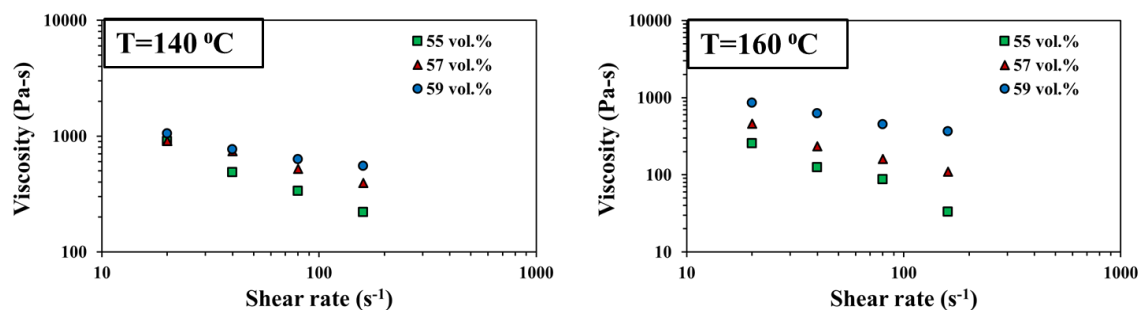 T=140 ⁰C
10000
1000
100
10
100
1000
Viscosity (Pa-s)
Shear rate (s⁻¹)
55 vol.%
57 vol.%
59 vol.%
T=160 ⁰C
10000
1000
100
10
10
100
1000
Viscosity (Pa-s)
Shear rate (s⁻¹)
55 vol.%
57 vol.%
59 vol.%